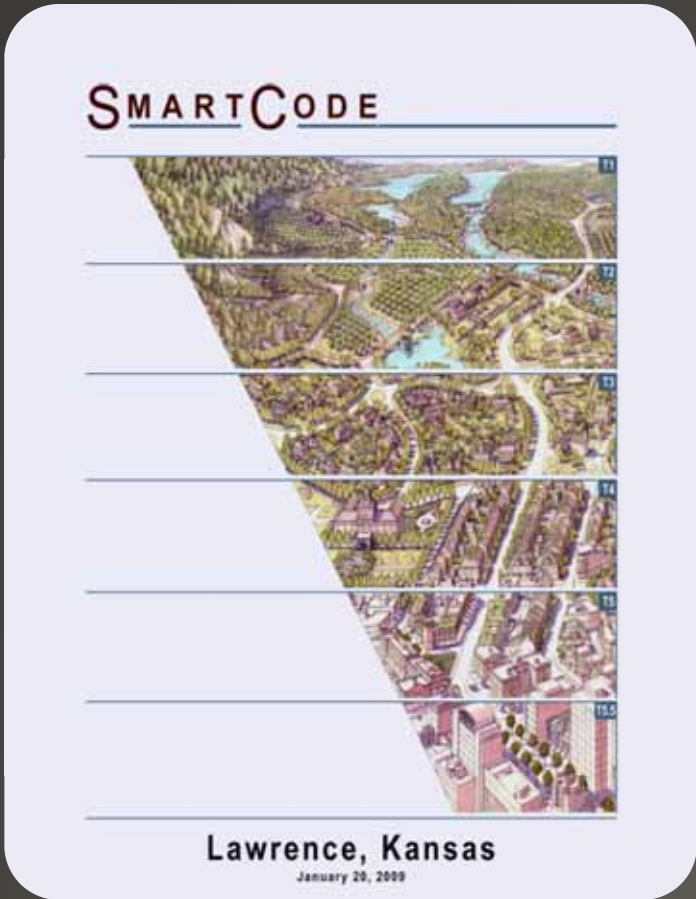 SMARTCODE
T1
T2
T3
T4
T5
T5.5
Lawrence, Kansas
January 20, 2009